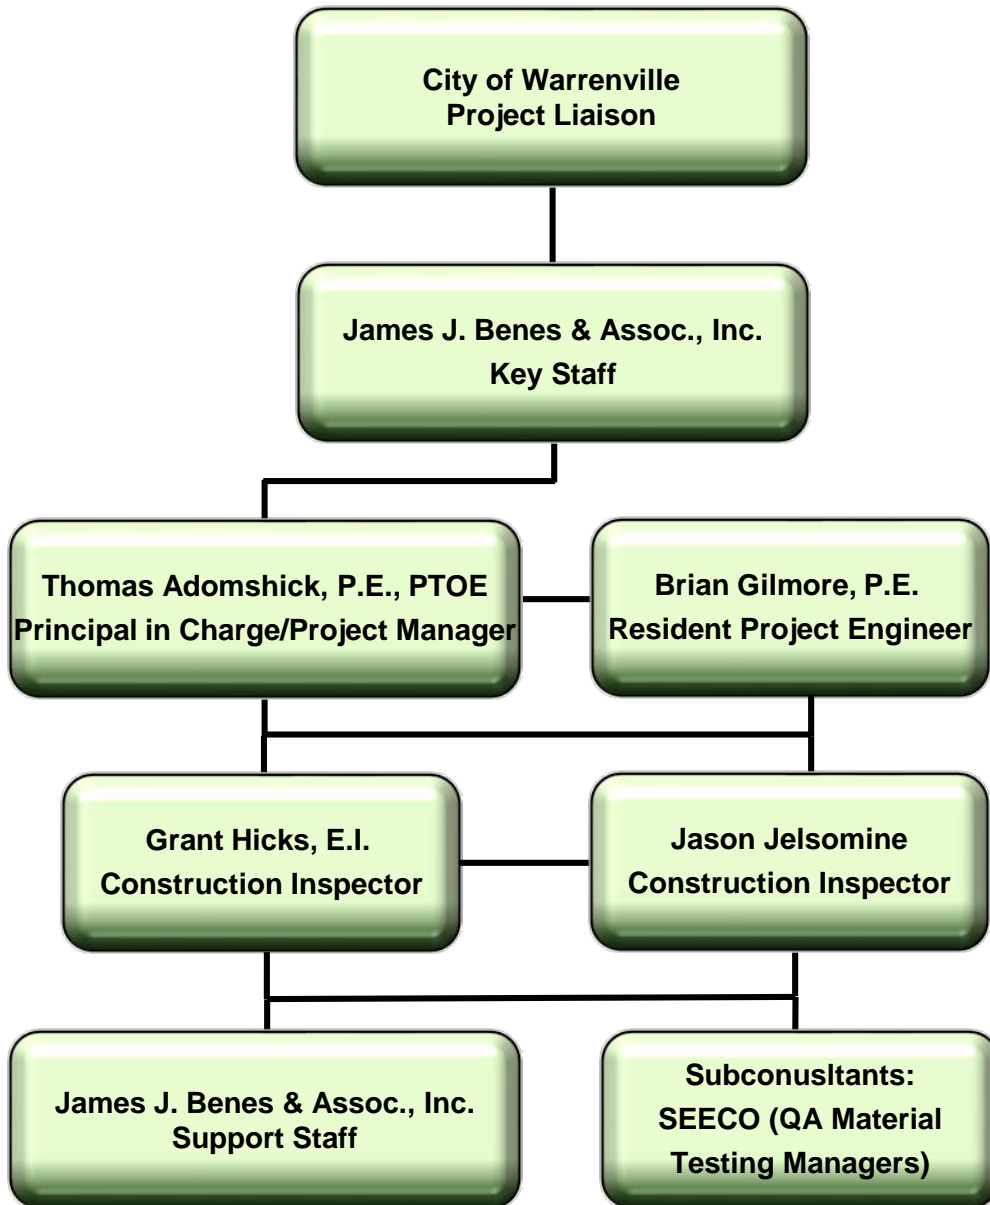 City of Warrenville
Project Liaison
James J. Benes & Assoc., Inc.
Key Staff
Thomas Adomshick, P.E., PTOE
Principal in Charge/Project Manager
Brian Gilmore, P.E.
Resident Project Engineer
Grant Hicks, E.I.
Construction Inspector
Jason Jelsomine
Construction Inspector
James J. Benes & Assoc., Inc.
Support Staff
Subconusltants:
SEECO (QA Material
Testing Managers)